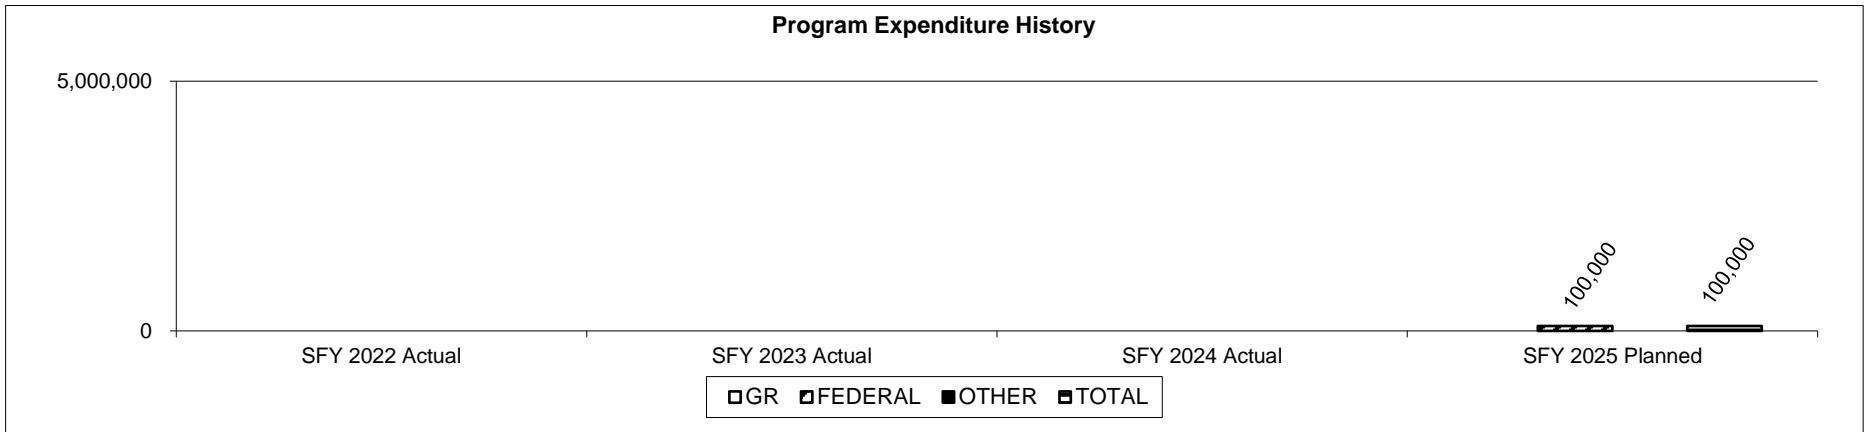 Program Expenditure History
5,000,000
100,000
100,000
0
SFY 2022 Actual
SFY 2023 Actual
SFY 2024 Actual
SFY 2025 Planned
GR FEDERAL OTHER TOTAL